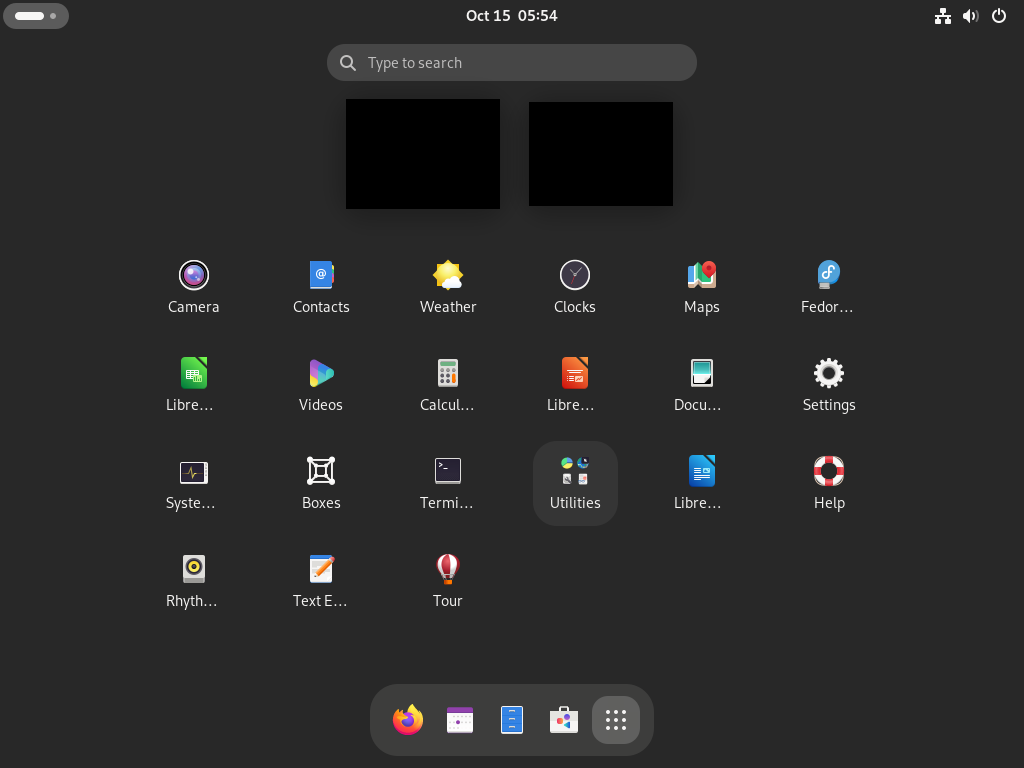 Oct 15 05:54
Type to search
Camera Contacts Weather Clocks Maps Fedor...
Libre... Videos Calcul... Libre... Docu... Settings
Syste... Boxes Termi... Utilities Libre... Help
Rhyth... Text E... Tour